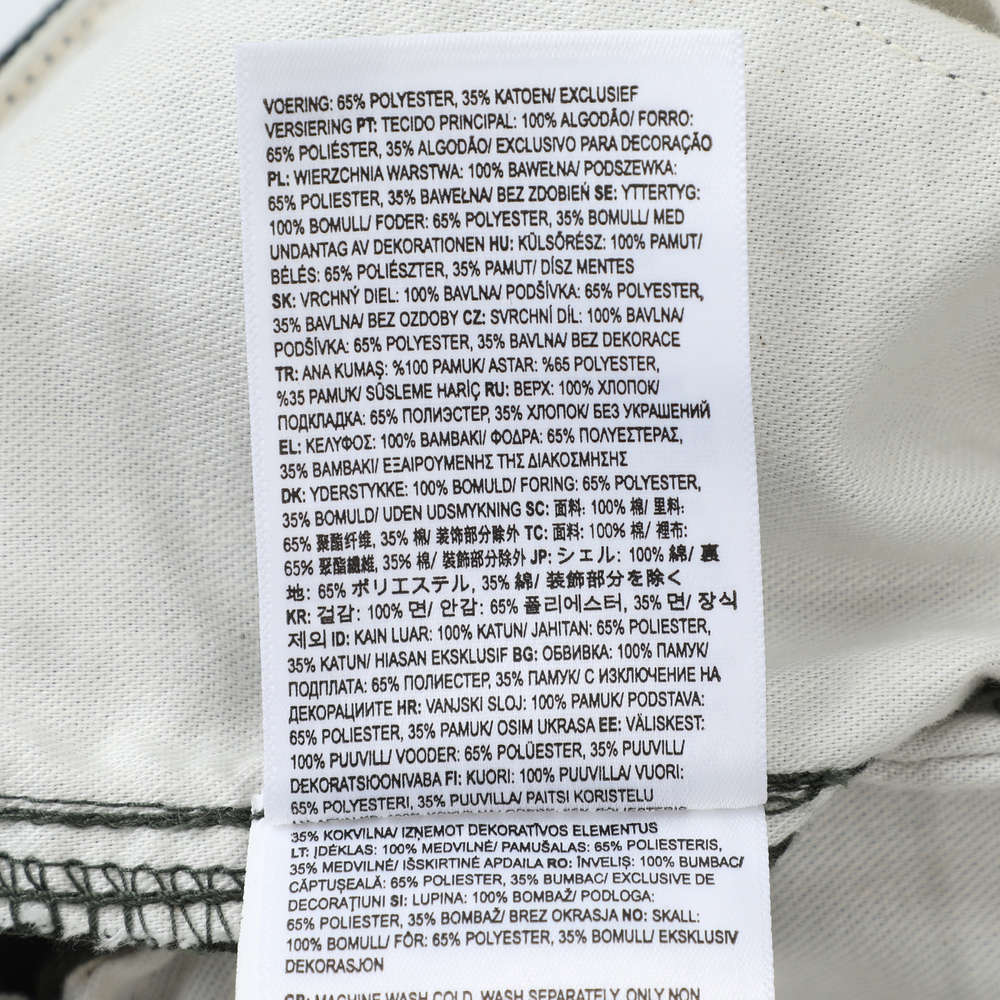 VOERING: 65% POLYESTER, 35% KATOEN/ EXCLUSIEF
VERSIERING PT: TECIDO PRINCIPAL: 100% ALGODÃO/ FORRO:
65% POLIÉSTER, 35% ALGODÃO/ EXCLUSIVO PARA DECORAÇÃO
PL: WIERZCHNIA WARSTWA: 100% BAWEŁNA/ PODSZEWKA:
65% POLIESTER, 35% BAWEŁNA/ BEZ ZDOBIEŃ SE: YTTERTYG:
100% BOMULL/ FODER: 65% POLYESTER, 35% BOMULL/ MED
UNDANTAG AV DEKORATIONEN HU: KÜLSŐRÉSZ: 100% PAMUT/
BÉLÉS: 65% POLIÉSZTER, 35% PAMUT/ DÍSZ MENTES
SK: VRCHNÝ DIEL: 100% BAVLNA/ PODŠÍVKA: 65% POLYESTER,
35% BAVLNA/ BEZ OZDOBY CZ: SVRCHNÍ DÍL: 100% BAVLNA/
PODŠÍVKA: 65% POLYESTER, 35% BAVLNA/ BEZ DEKORACE
TR: ANA KUMAŞ: %100 PAMUK/ ASTAR: %65 POLYESTER,
%35 PAMUK/ SÜSLEME HARİÇ RU: ВЕРХ: 100% ХЛОПОК/
ПОДКЛАДКА: 65% ПОЛИЭСТЕР, 35% ХЛОПОК/ БЕЗ УКРАШЕНИЙ
EL: ΚΕΛΥΦΟΣ: 100% ΒΑΜΒΑΚΙ/ ΦΟΔΡΑ: 65% ΠΟΛΥΕΣΤΕΡΑΣ,
35% ΒΑΜΒΑΚΙ/ ΕΞΑΙΡΟΥΜΕΝΗΣ ΤΗΣ ΔΙΑΚΟΣΜΗΣΗΣ
DK: YDERSTYKKE: 100% BOMULD/ FORING: 65% POLYESTER,
35% BOMULD/ UDEN UDSMYKNING SC: 面料: 100% 棉/ 里料:
65% 聚酯纤维, 35% 棉/ 装饰部分除外 TC: 面料: 100% 棉/ 裡布:
65% 聚酯纖維, 35% 棉/ 裝飾部分除外 JP: シェル: 100% 綿/ 裏
地: 65% ポリエステル, 35% 綿/ 装飾部分を除く
KR: 겉감: 100% 면/ 안감: 65% 폴리에스터, 35% 면/ 장식
제외 ID: KAIN LUAR: 100% KATUN/ JAHITAN: 65% POLIESTER,
35% KATUN/ HIASAN EKSKLUSIF BG: ОБВИВКА: 100% ПАМУК/
ПОДПЛАТА: 65% ПОЛИЕСТЕР, 35% ПАМУК/ С ИЗКЛЮЧЕНИЕ НА
ДЕКОРАЦИИТЕ HR: VANJSKI SLOJ: 100% PAMUK/ PODSTAVA:
65% POLIESTER, 35% PAMUK/ OSIM UKRASA EE: VÄLISKEST:
100% PUUVILL/ VOODER: 65% POLÜESTER, 35% PUUVILL/
DEKORATSIOONIVABA FI: KUORI: 100% PUUVILLA/ VUORI:
65% POLYESTERI, 35% PUUVILLA/ PAITSI KORISTELU
35% KOKVILNA/ IZŅEMOT DEKORATĪVOS ELEMENTUS
LT: ĮDĖKLAS: 100% MEDVILNĖ/ PAMUŠALAS: 65% POLIESTERIS,
35% MEDVILNĖ/ IŠSKIRTINĖ APDAILA RO: ÎNVELIȘ: 100% BUMBAC/
CĂPTUȘEALĂ: 65% POLIESTER, 35% BUMBAC/ EXCLUSIVE DE
DECORAȚIUNI SI: LUPINA: 100% BOMBAŽ/ PODLOGA:
65% POLIESTER, 35% BOMBAŽ/ BREZ OKRASJA NO: SKALL:
100% BOMULL/ FÔR: 65% POLYESTER, 35% BOMULL/ EKSKLUSIV
DEKORASJON
GB: MACHINE WASH COLD, WASH SEPARATELY, ONLY NON